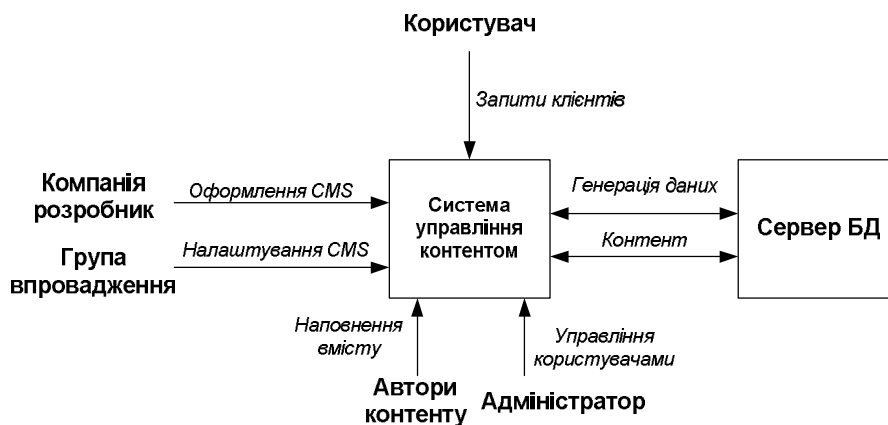 Користувач
Запити клієнтів
Компанія
розробник
Оформлення CMS
Група
впровадження
Налаштування CMS
Система
управління
контентом
Генерація даних
Контент
Сервер БД
Наповнення
вмісту
Автори
контенту
Управління
користувачами
Адміністратор